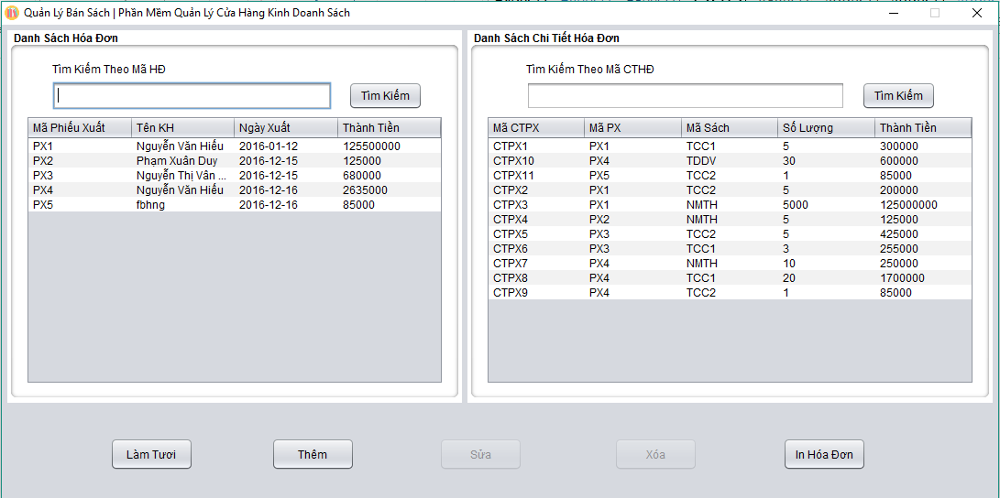 Quản Lý Bán Sách | Phần Mềm Quản Lý Cửa Hàng Kinh Doanh Sách
Danh Sách Hóa Đơn
Tìm Kiếm Theo Mã HĐ
Tìm Kiếm
Mã Phiếu Xuất Tên KH Ngày Xuất Thành Tiền
PX1 Nguyễn Văn Hiếu 2016-01-12 125500000
PX2 Phạm Xuân Duy 2016-12-15 125000
PX3 Nguyễn Thị Vân ... 2016-12-15 680000
PX4 Nguyễn Văn Hiếu 2016-12-16 2635000
PX5 fbhng 2016-12-16 85000
Danh Sách Chi Tiết Hóa Đơn
Tìm Kiếm Theo Mã CTHĐ
Tìm Kiếm
Mã CTPX Mã PX Mã Sách Số Lượng Thành Tiền
CTPX1 PX1 TCC1 5 300000
CTPX10 PX4 TDDV 30 600000
CTPX11 PX5 TCC2 1 85000
CTPX2 PX1 TCC2 5 200000
CTPX3 PX1 NMTH 5000 125000000
CTPX4 PX2 NMTH 5 125000
CTPX5 PX3 TCC2 5 425000
CTPX6 PX3 TCC1 3 255000
CTPX7 PX4 NMTH 10 250000
CTPX8 PX4 TCC1 20 1700000
CTPX9 PX4 TCC2 1 85000
Làm Tươi Thêm Sửa Xóa In Hóa Đơn